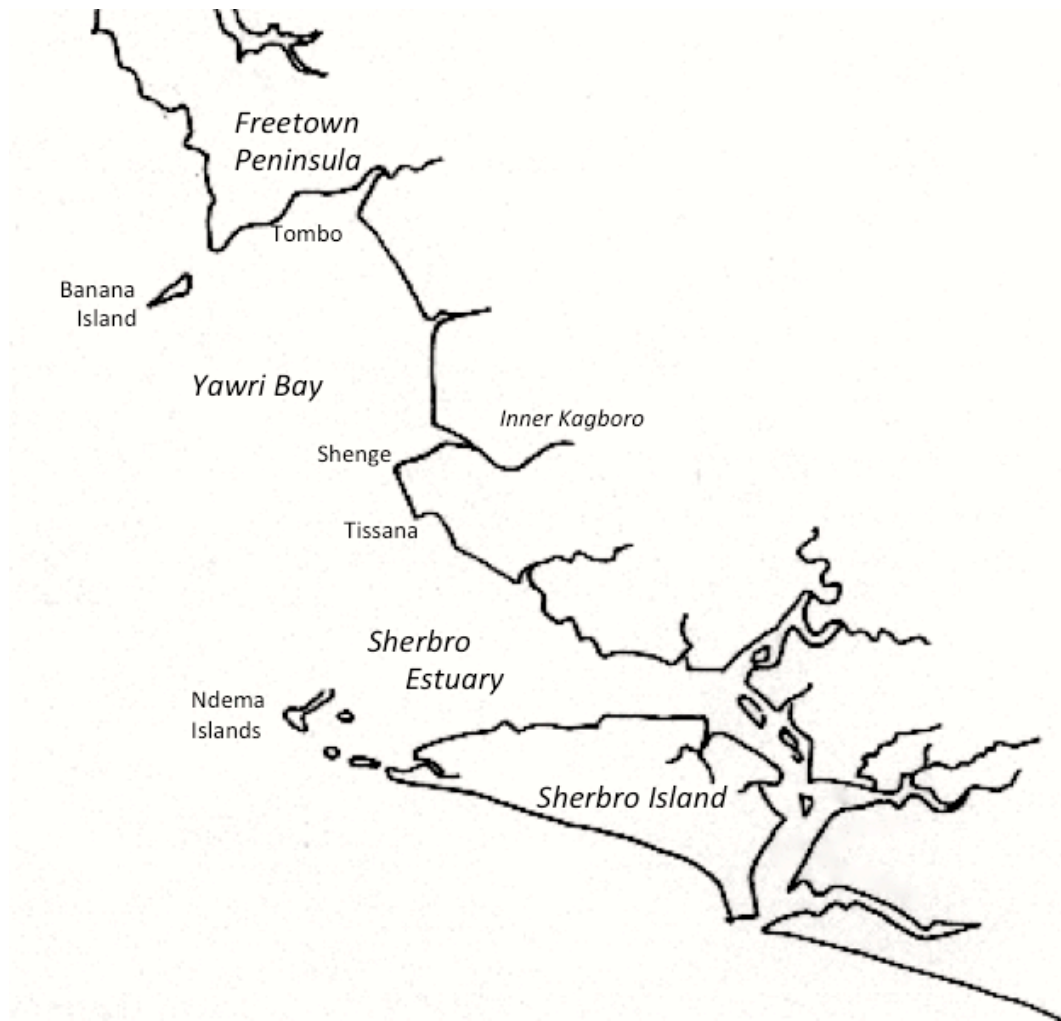 Freetown
Peninsula
Tombo
Banana
Island
Yawri Bay
Inner Kagboro
Shenge
Tissana
Sherbro
Estuary
Ndema
Islands
Sherbro Island